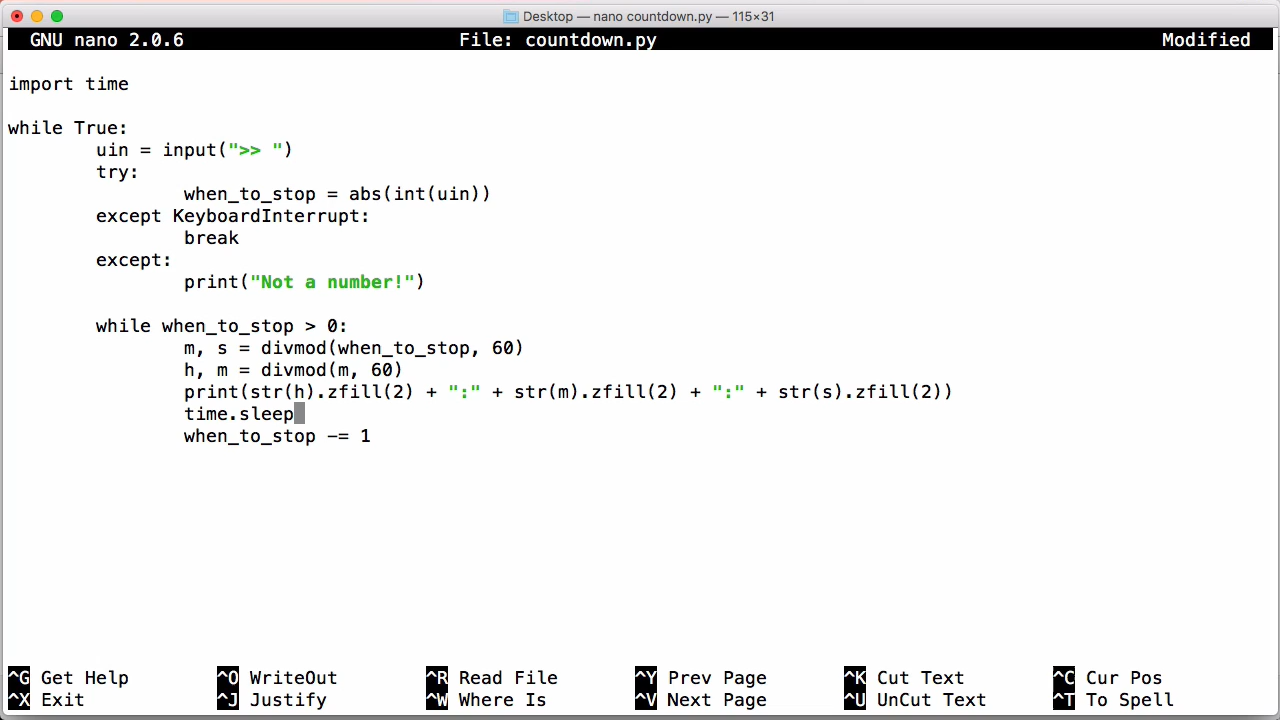 Desktop — nano countdown.py — 115×31
GNU nano 2.0.6 File: countdown.py Modified
import time
while True:
uin = input(">> ")
try:
when_to_stop = abs(int(uin))
except KeyboardInterrupt:
break
except:
print("Not a number!")
while when_to_stop > 0:
m, s = divmod(when_to_stop, 60)
h, m = divmod(m, 60)
print(str(h).zfill(2) + ":" + str(m).zfill(2) + ":" + str(s).zfill(2))
time.sleep
when_to_stop -= 1
^G Get Help ^O WriteOut ^R Read File ^Y Prev Page ^K Cut Text ^C Cur Pos
^X Exit ^J Justify ^W Where Is ^V Next Page ^U UnCut Text ^T To Spell